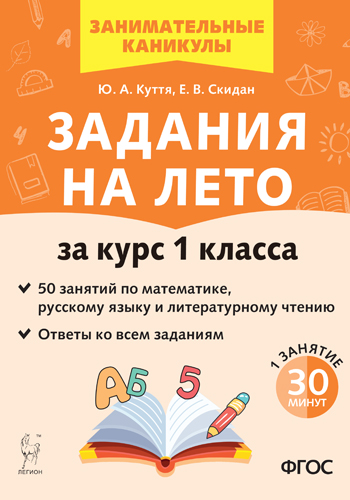 ЗАНИМАТЕЛЬНЫЕ
КАНИКУЛЫ
Ю. А. Куття, Е. В. Скидан
ЗАДАНИЯ
НА ЛЕТО
за курс 1 класса
50 занятий по математике,
русскому языку и литературному чтению
Ответы ко всем заданиям
1 ЗАНЯТИЕ
30
МИНУТ
АБ 5
TM
ЛЕГИОН
ФГОС